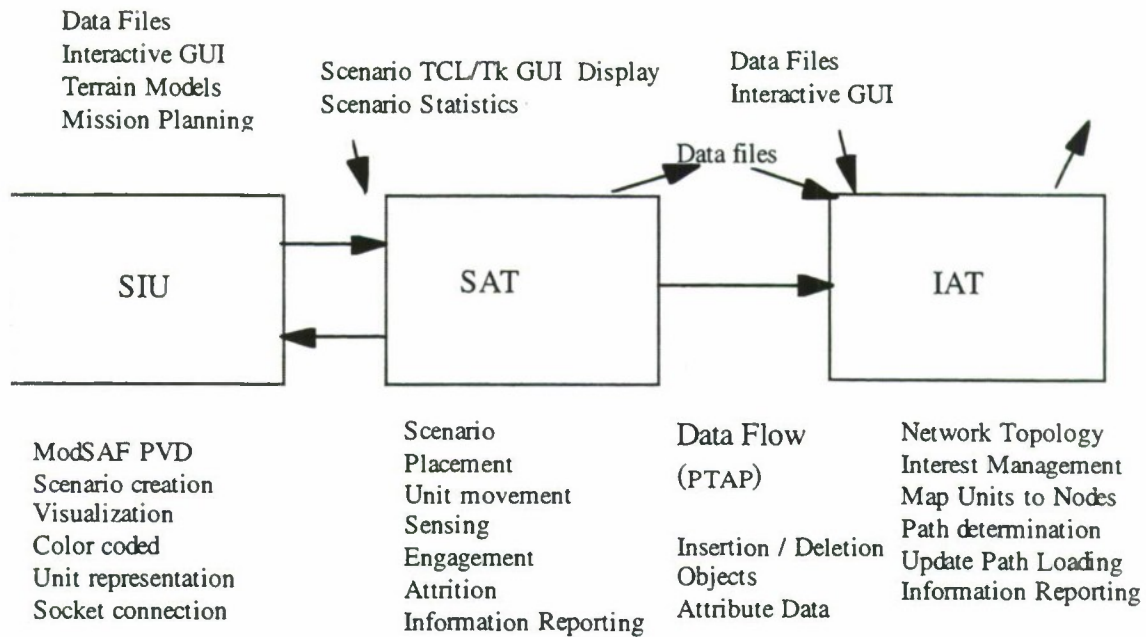 Data Files
Interactive GUI
Terrain Models
Mission Planning
Scenario TCL/Tk GUI Display
Scenario Statistics
Data Files
Interactive GUI
Data files
SIU
SAT
IAT
ModSAF PVD
Scenario creation
Visualization
Color coded
Unit representation
Socket connection
Scenario
Placement
Unit movement
Sensing
Engagement
Attrition
Information Reporting
Data Flow
(PTAP)
Insertion / Deletion
Objects
Attribute Data
Network Topology
Interest Management
Map Units to Nodes
Path determination
Update Path Loading
Information Reporting